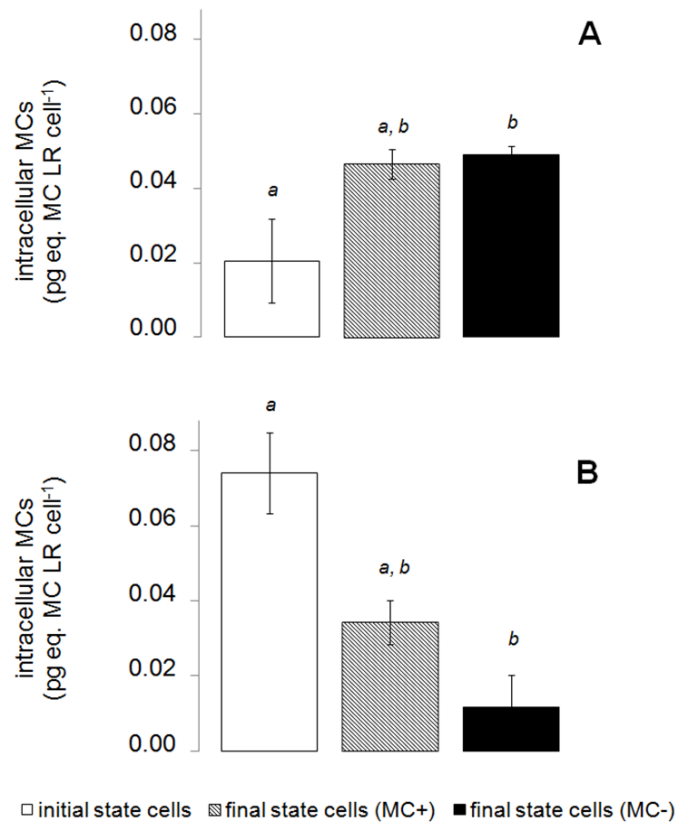 A
0.08
0.06
0.04
0.02
0.00
intracellular MCs
(pg eq. MC LR cell-1)
a
a, b
b
B
0.08
0.06
0.04
0.02
0.00
intracellular MCs
(pg eq. MC LR cell-1)
a
a, b
b
initial state cells final state cells (MC+) final state cells (MC-)